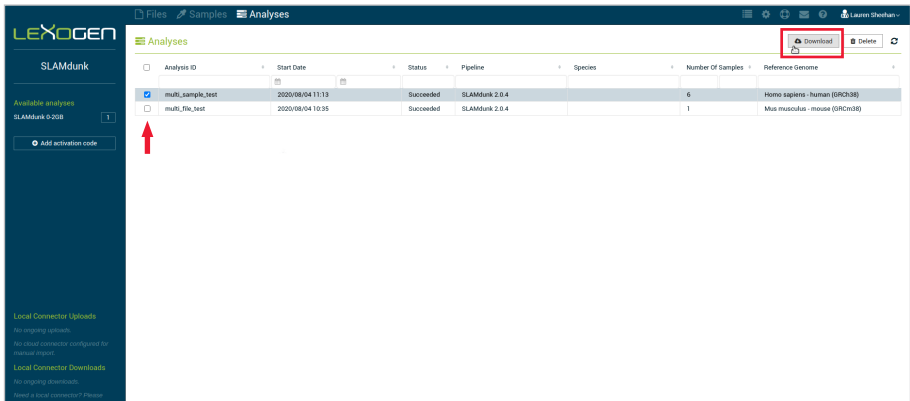 LEXOGEN
Files Samples Analyses
Lauren Sheehan
SLAMdunk
Available analyses
SLAMdunk 0-2GB 1
Add activation code
Analyses
Download Delete
Analysis ID Start Date Status Pipeline Species Number Of Samples Reference Genome
multi_sample_test 2020/08/04 11:13 Succeeded SLAMdunk 2.0.4 6 Homo sapiens - human (GRCh38)
multi_file_test 2020/08/04 10:35 Succeeded SLAMdunk 2.0.4 1 Mus musculus - mouse (GRCm38)
Local Connector Uploads
No ongoing uploads.
No cloud connector configured for
manual import.
Local Connector Downloads
No ongoing downloads.
Need a local connector? Please